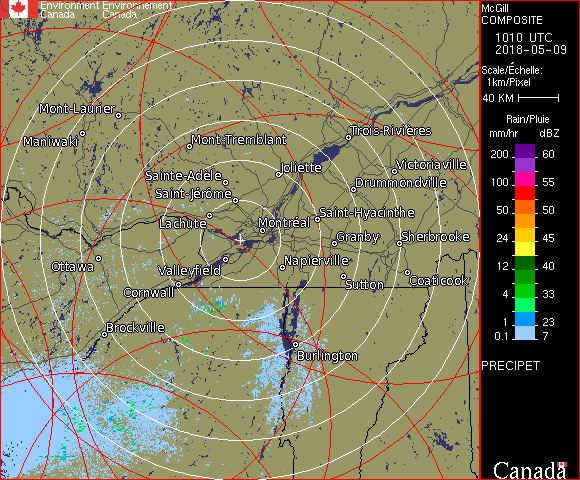 Environment Environnement
Canada Canada
McGill
COMPOSITE
1010 UTC
2018-05-09
Scale/Échelle:
1km/Pixel
40 KM
Rain/Pluie
mm/hr dBZ
200 60
100 55
50 50
24 45
12 40
4 33
1 23
0.1 7
PRECIPET
Mont-Laurier
Maniwaki
Mont-Tremblant
Trois-Rivières
Joliette
Victoriaville
Sainte-Adèle
Drummondville
Saint-Jérôme
Saint-Hyacinthe
Lachute
Montréal
Granby
Sherbrooke
Ottawa
Valleyfield
Napierville
Cornwall
Sutton
Coaticook
Brockville
Burlington
Canada